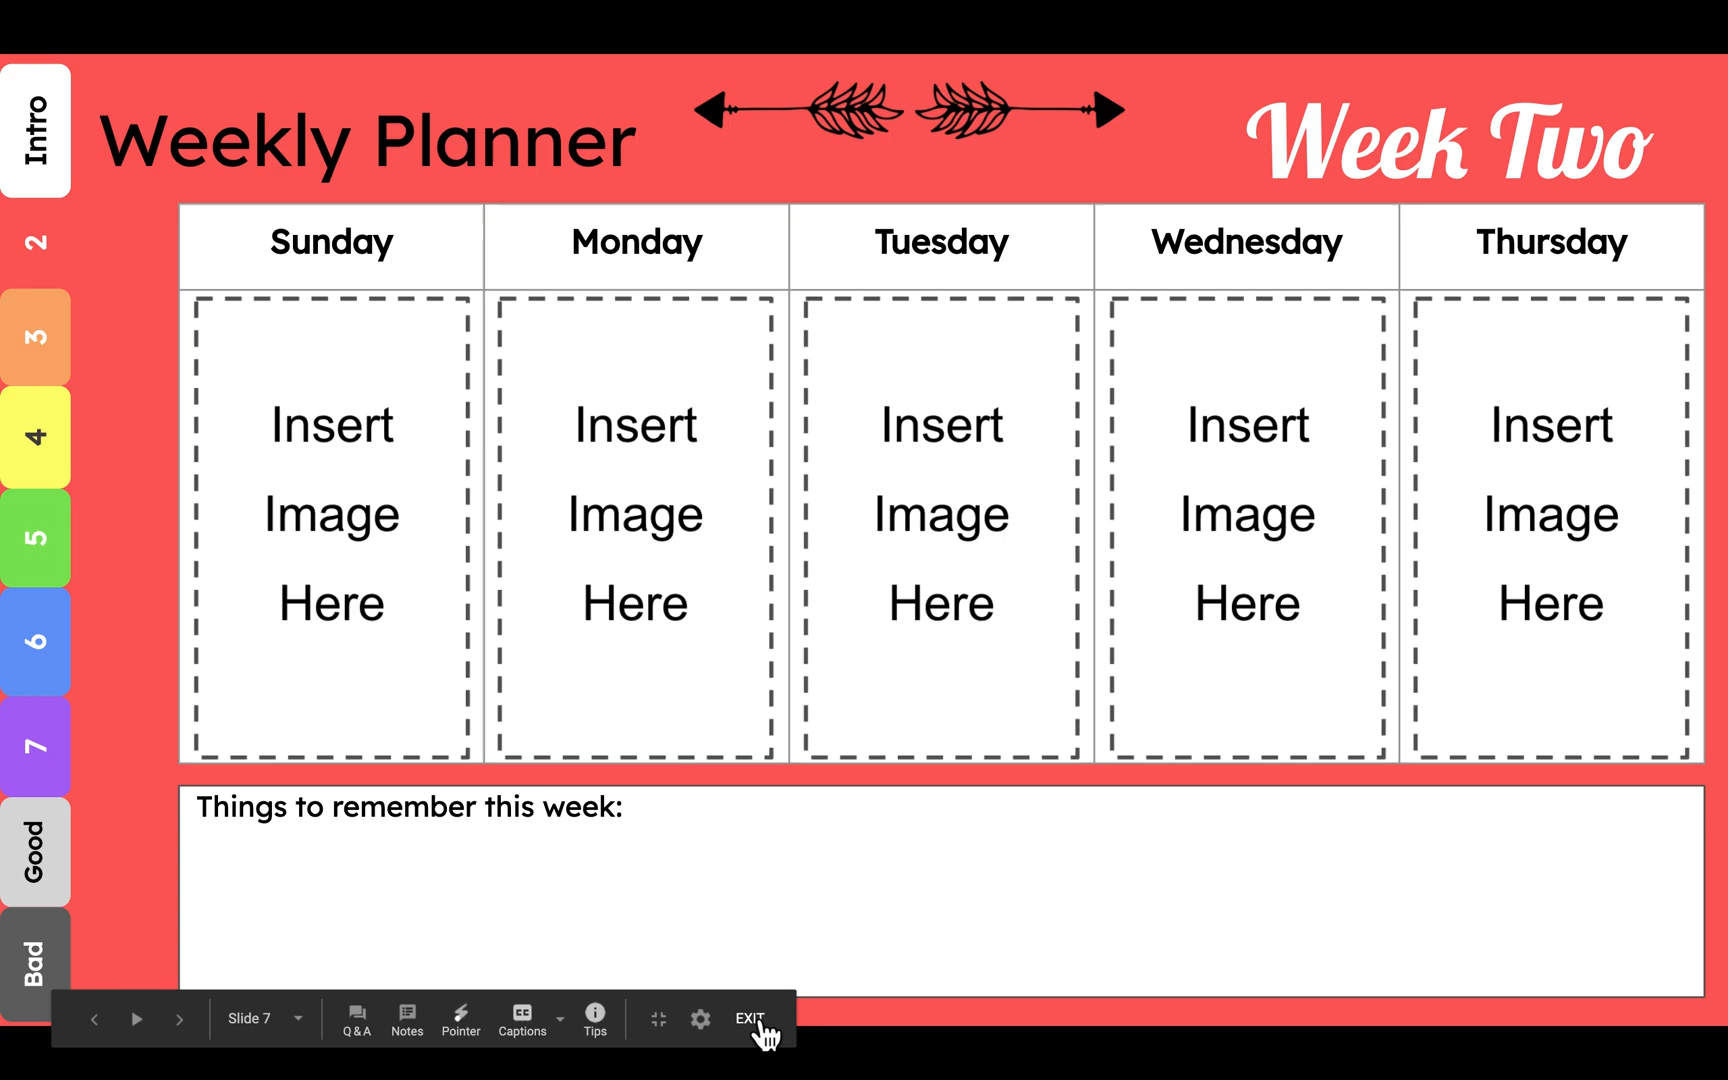 Intro
Weekly Planner
Week Two
2
3
4
5
6
7
Good
Bad
Sunday Monday Tuesday Wednesday Thursday
Insert Insert Insert Insert Insert
Image Image Image Image Image
Here Here Here Here Here
Things to remember this week:
Slide 7
Q & A Notes Pointer Captions Tips
EXIT